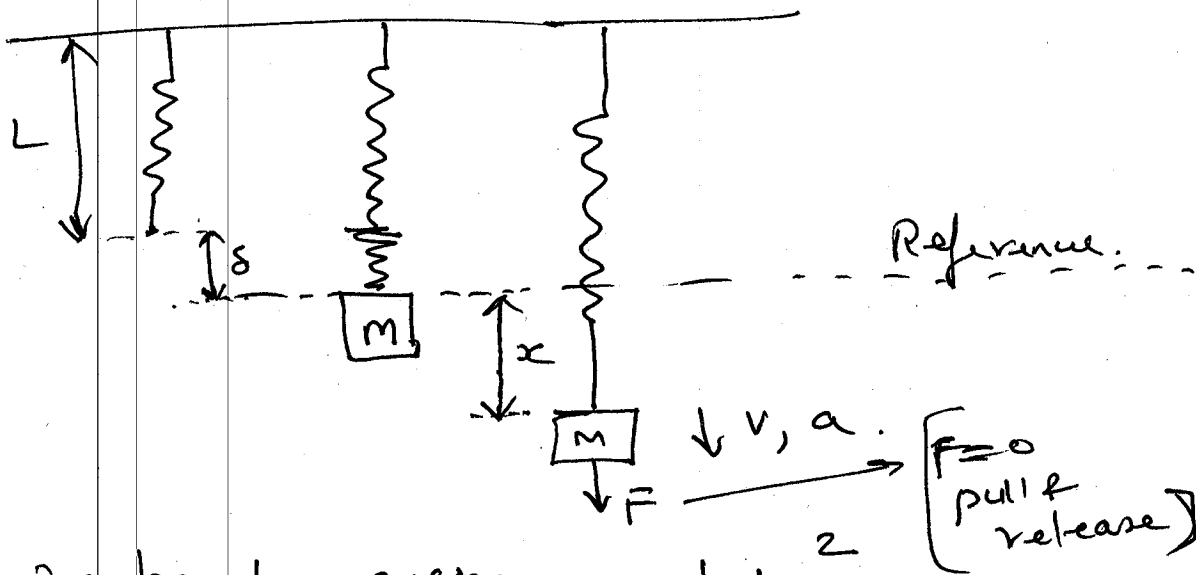 L
δ
Reference.
M
x
M
↓ v, a.
F
F=0
pull &
release
2